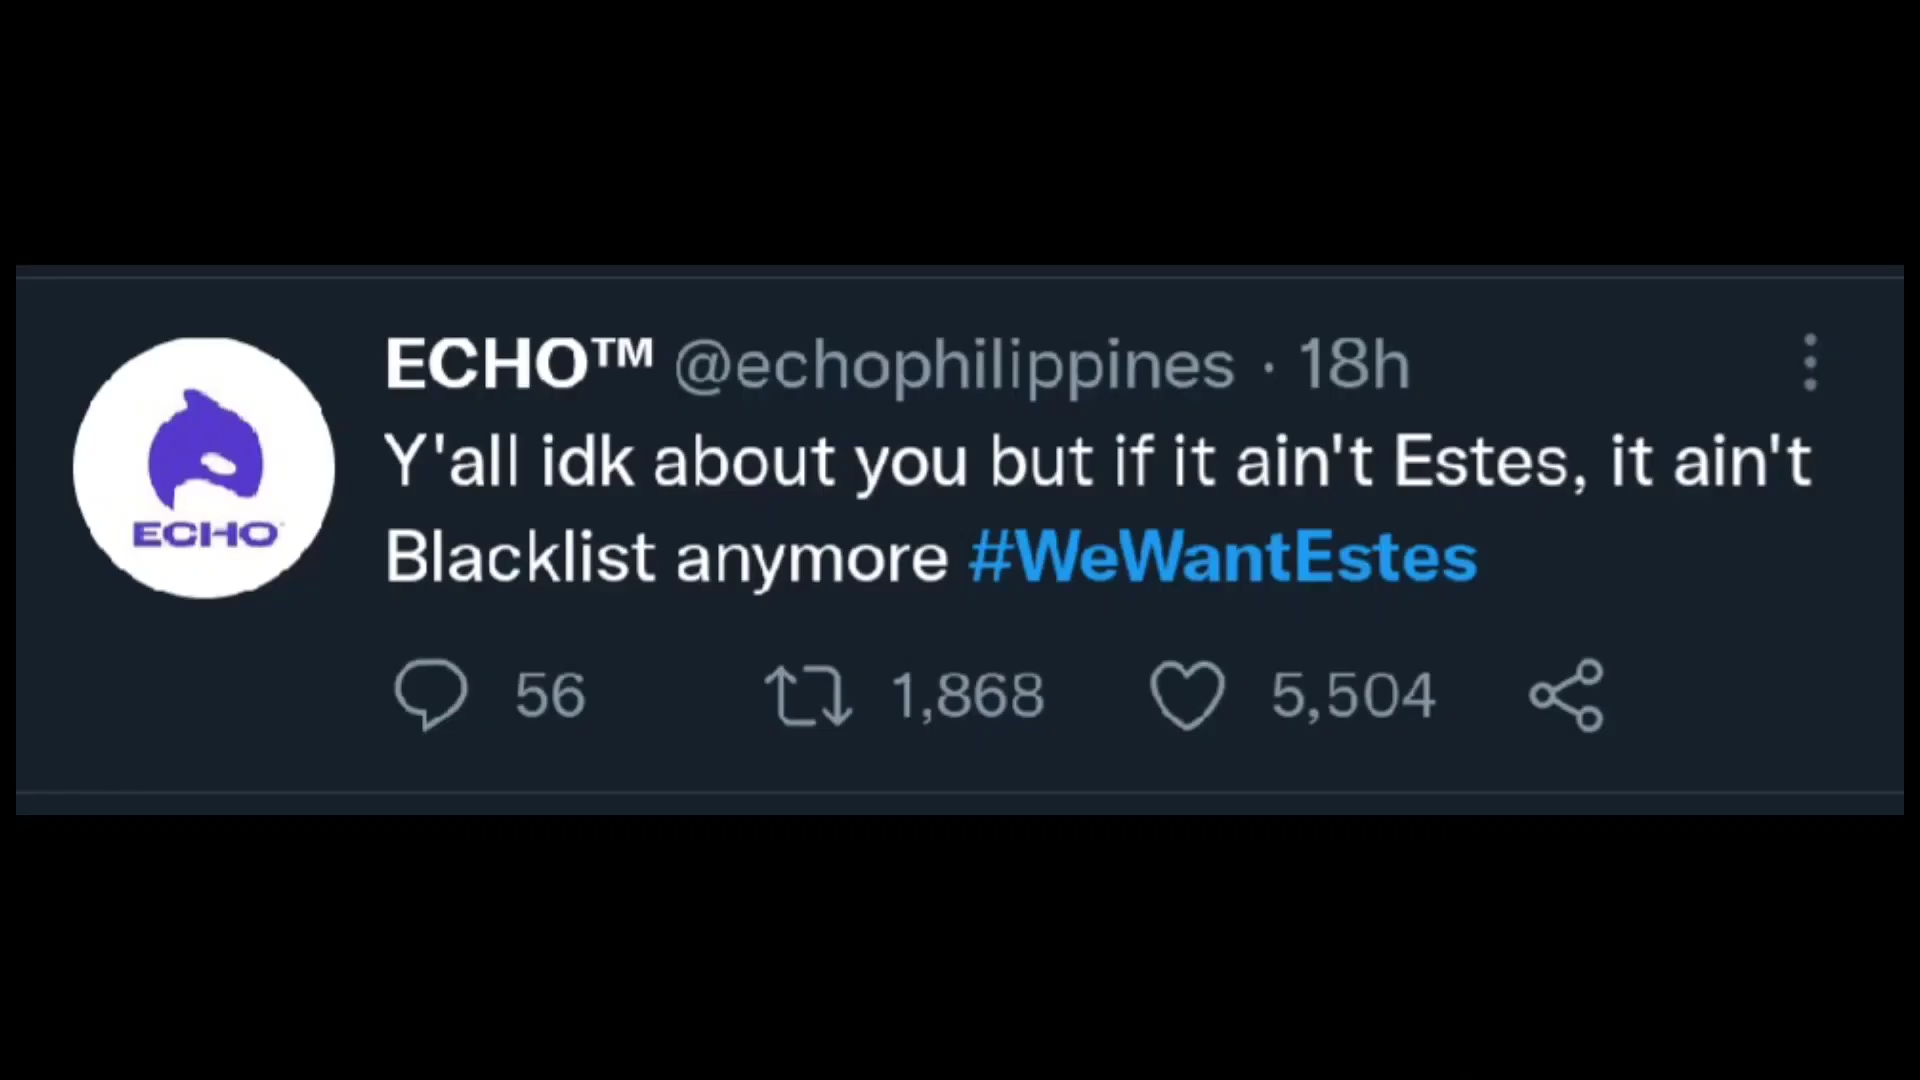 ECHO
ECHO™ @echophilippines · 18h
Y'all idk about you but if it ain't Estes, it ain't
Blacklist anymore #WeWantEstes
56 1,868 5,504